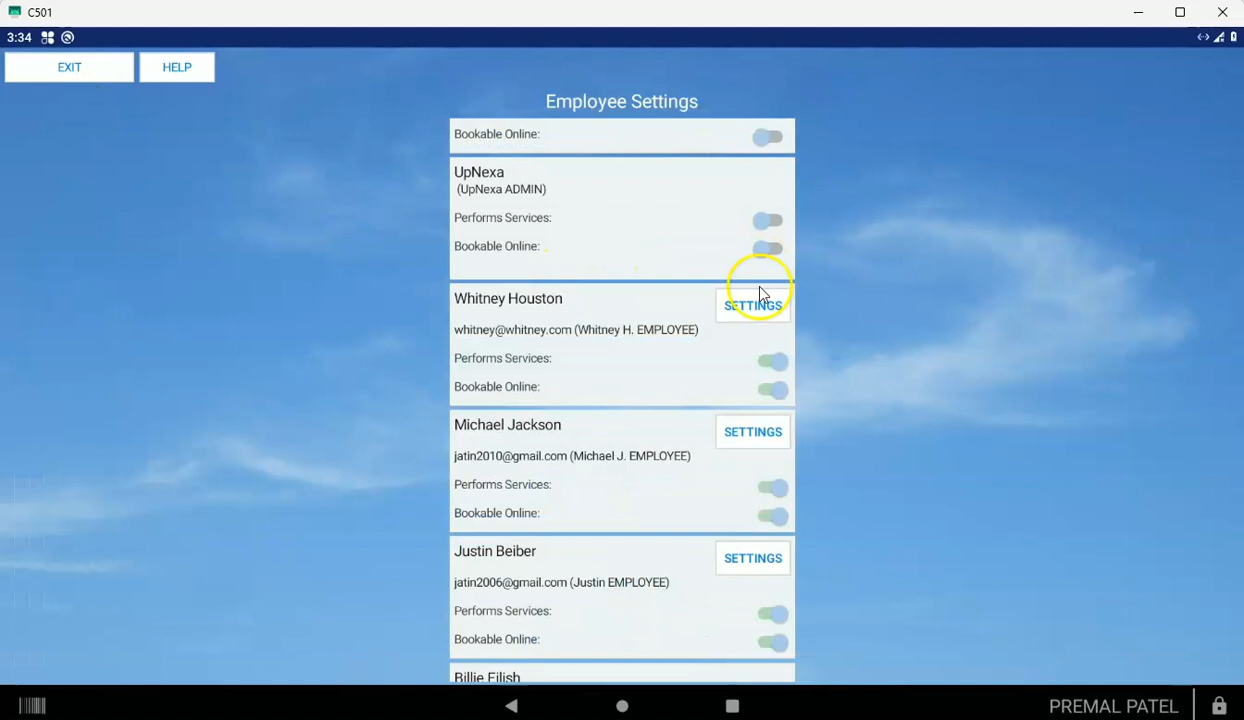 C501
3:34
EXIT
HELP
Employee Settings
Bookable Online:
UpNexa
(UpNexa ADMIN)
Performs Services:
Bookable Online:
Whitney Houston
SETTINGS
whitney@whitney.com (Whitney H. EMPLOYEE)
Performs Services:
Bookable Online:
Michael Jackson
SETTINGS
jatin2010@gmail.com (Michael J. EMPLOYEE)
Performs Services:
Bookable Online:
Justin Beiber
SETTINGS
jatin2006@gmail.com (Justin EMPLOYEE)
Performs Services:
Bookable Online:
Billie Eilish
PREMAL PATEL